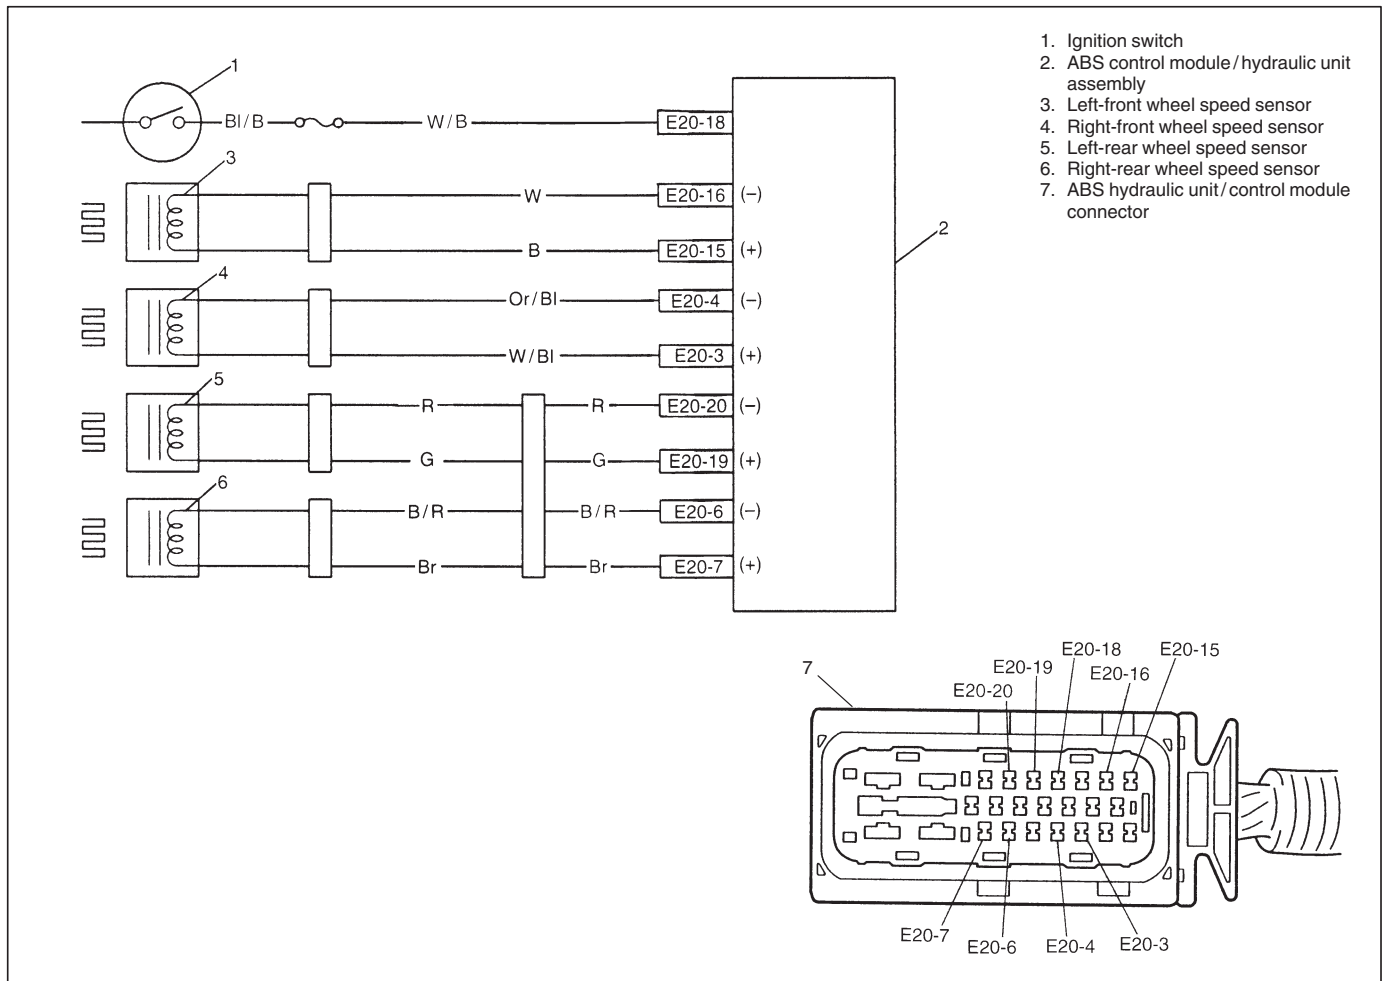 1. Ignition switch
2. ABS control module/hydraulic unit
assembly
3. Left-front wheel speed sensor
4. Right-front wheel speed sensor
5. Left-rear wheel speed sensor
6. Right-rear wheel speed sensor
7. ABS hydraulic unit/control module
connector
1
Bl/B W/B E20-18
3
W E20-16 (–)
B E20-15 (+)
2
4
Or/Bl E20-4 (–)
W/Bl E20-3 (+)
5
R R E20-20 (–)
G G E20-19 (+)
6
B/R B/R E20-6 (–)
Br Br E20-7 (+)
7
E20-18 E20-15
E20-19 E20-16
E20-20
E20-7 E20-6 E20-4 E20-3